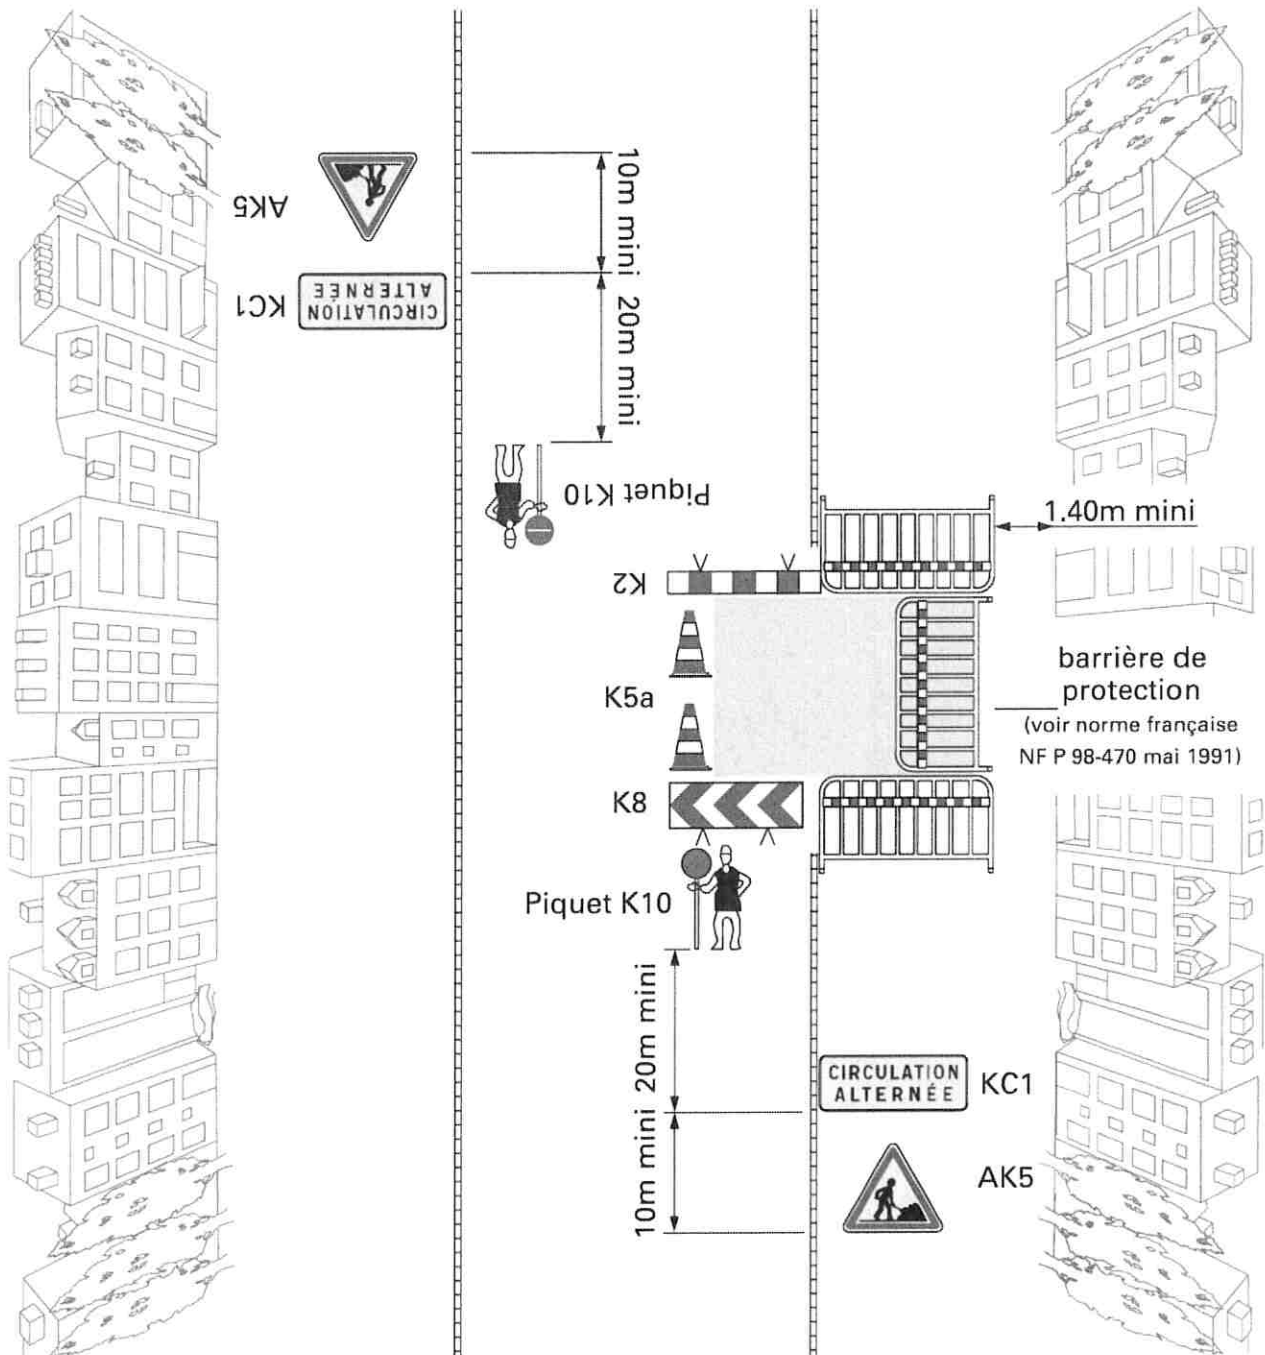 10m mini
AK5
CIRCULATION
ALTERNÉE
KC1
20m mini
Piquet K10
1.40m mini
K2
K5a
barrière de
protection
(voir norme française
NF P 98-470 mai 1991)
K8
Piquet K10
20m mini
CIRCULATION
ALTERNÉE
KC1
10m mini
AK5